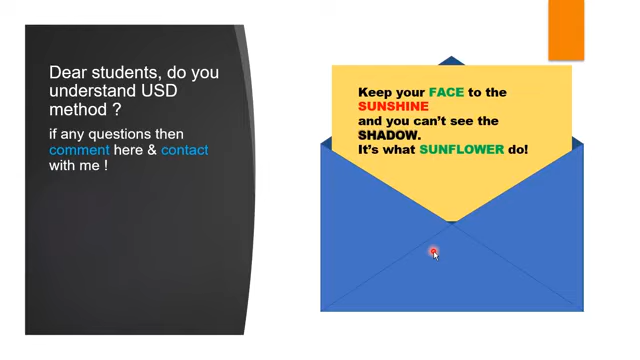 Dear students, do you
understand USD
method ?
if any questions then
comment here & contact
with me !
Keep your FACE to the
SUNSHINE
and you can't see the
SHADOW.
It's what SUNFLOWER do!